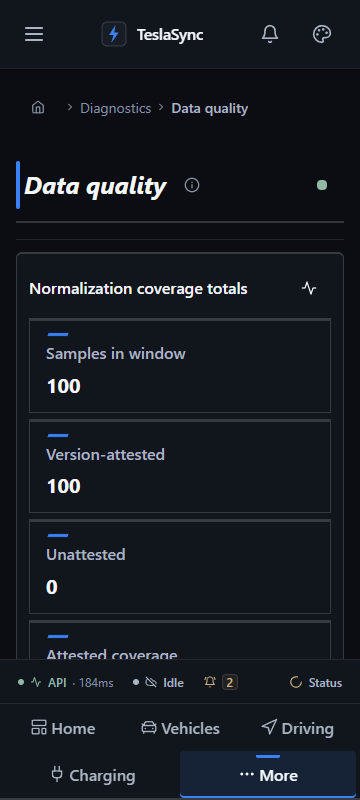 TeslaSync
Diagnostics > Data quality
Data quality
Normalization coverage totals
Samples in window
100
Version-attested
100
Unattested
0
Attested coverage
API · 184ms Idle 2 Status
Home Vehicles Driving
Charging More